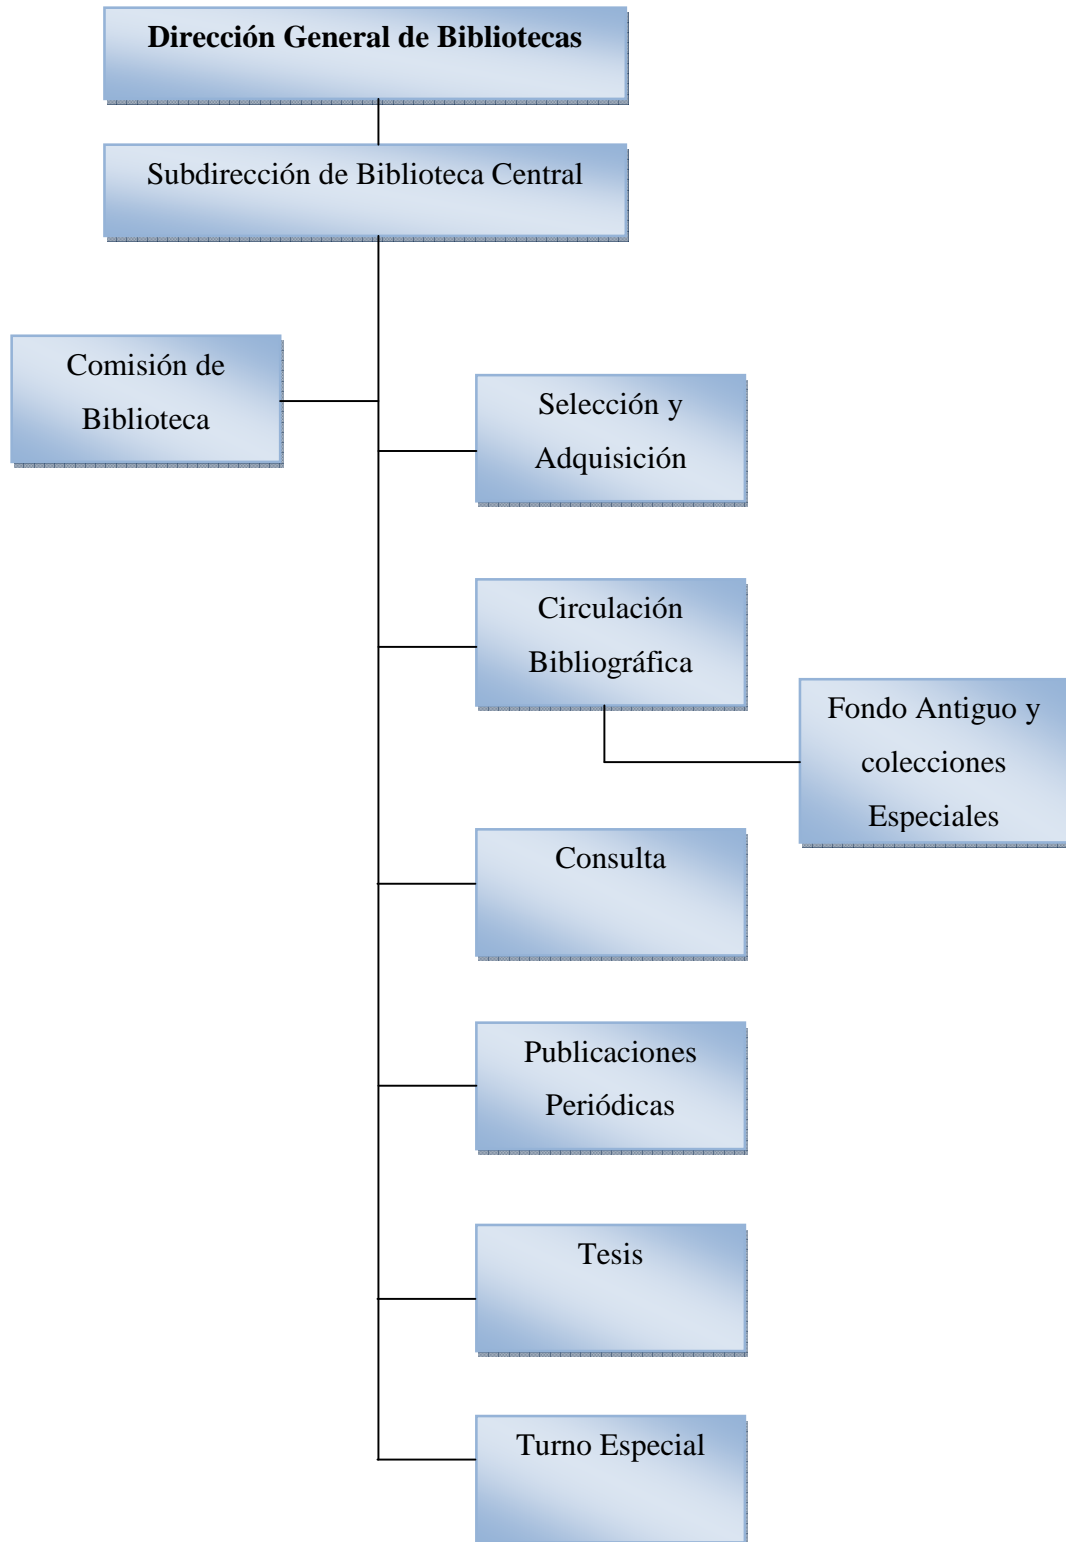 Dirección General de Bibliotecas
Subdirección de Biblioteca Central
Comisión de
Biblioteca
Selección y
Adquisición
Circulación
Bibliográfica
Fondo Antiguo y
colecciones
Especiales
Consulta
Publicaciones
Periódicas
Tesis
Turno Especial